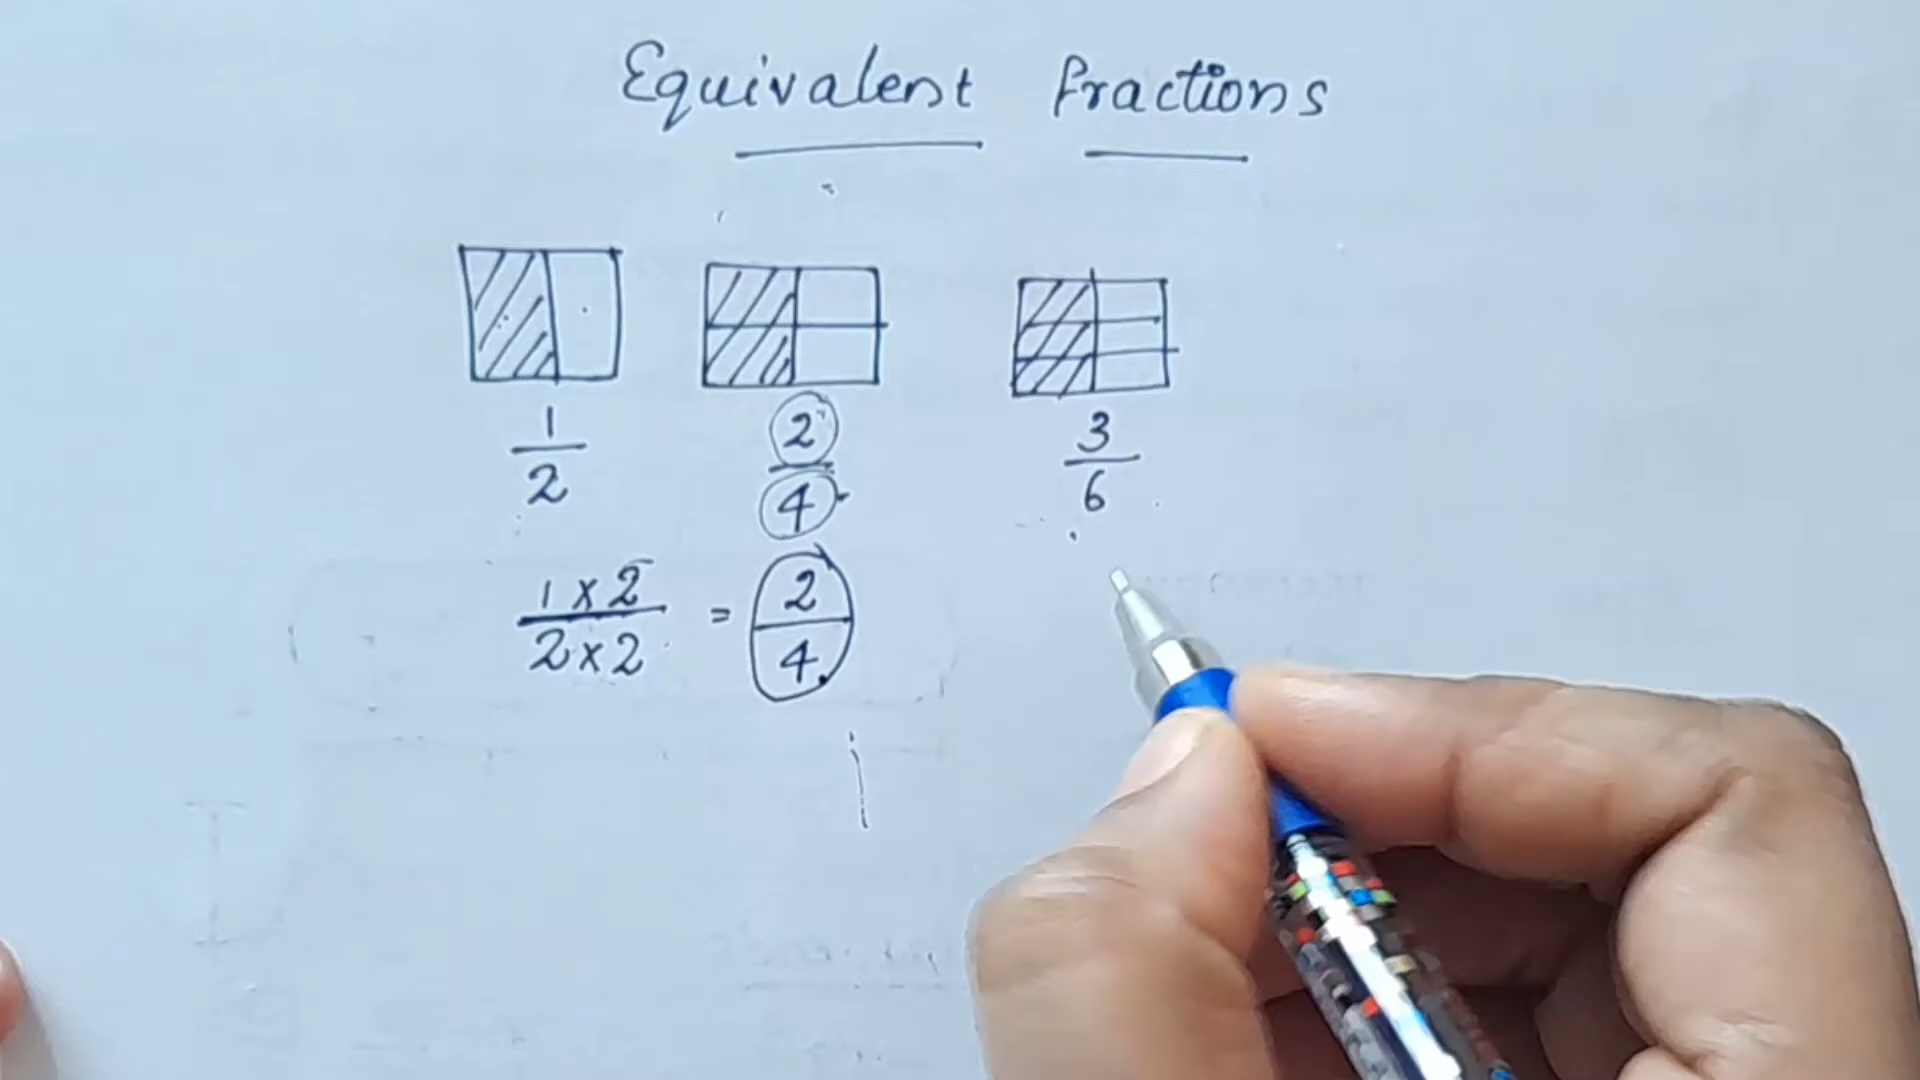 Equivalent fractions
1/2 2/4 3/6
1 x 2 / 2 x 2 = 2/4